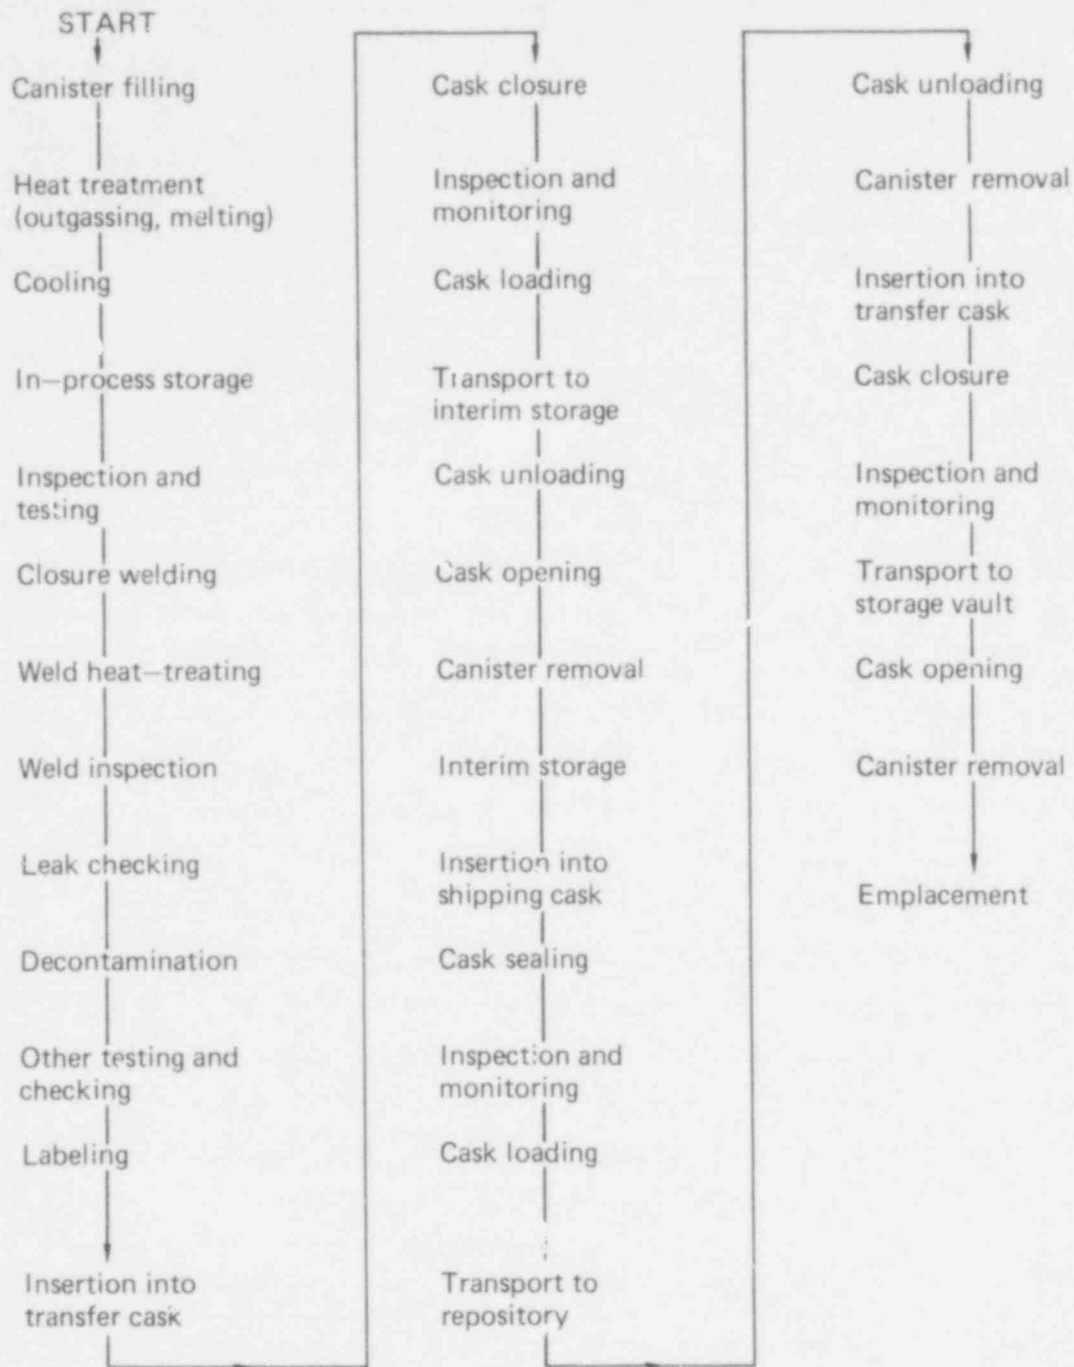 START
Canister filling
Heat treatment
(outgassing, melting)
Cooling
In-process storage
Inspection and
testing
Closure welding
Weld heat-treating
Weld inspection
Leak checking
Decontamination
Other testing and
checking
Labeling
Insertion into
transfer cask
Cask closure
Inspection and
monitoring
Cask loading
Transport to
interim storage
Cask unloading
Cask opening
Canister removal
Interim storage
Insertion into
shipping cask
Cask sealing
Inspection and
monitoring
Cask loading
Transport to
repository
Cask unloading
Canister removal
Insertion into
transfer cask
Cask closure
Inspection and
monitoring
Transport to
storage vault
Cask opening
Canister removal
Emplacement